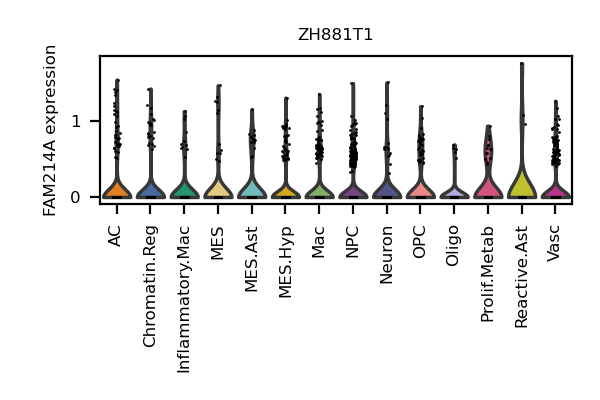 ZH881T1
FAM214A expression
1
0
AC
Chromatin.Reg
Inflammatory.Mac
MES
MES.Ast
MES.Hyp
Mac
NPC
Neuron
OPC
Oligo
Prolif.Metab
Reactive.Ast
Vasc